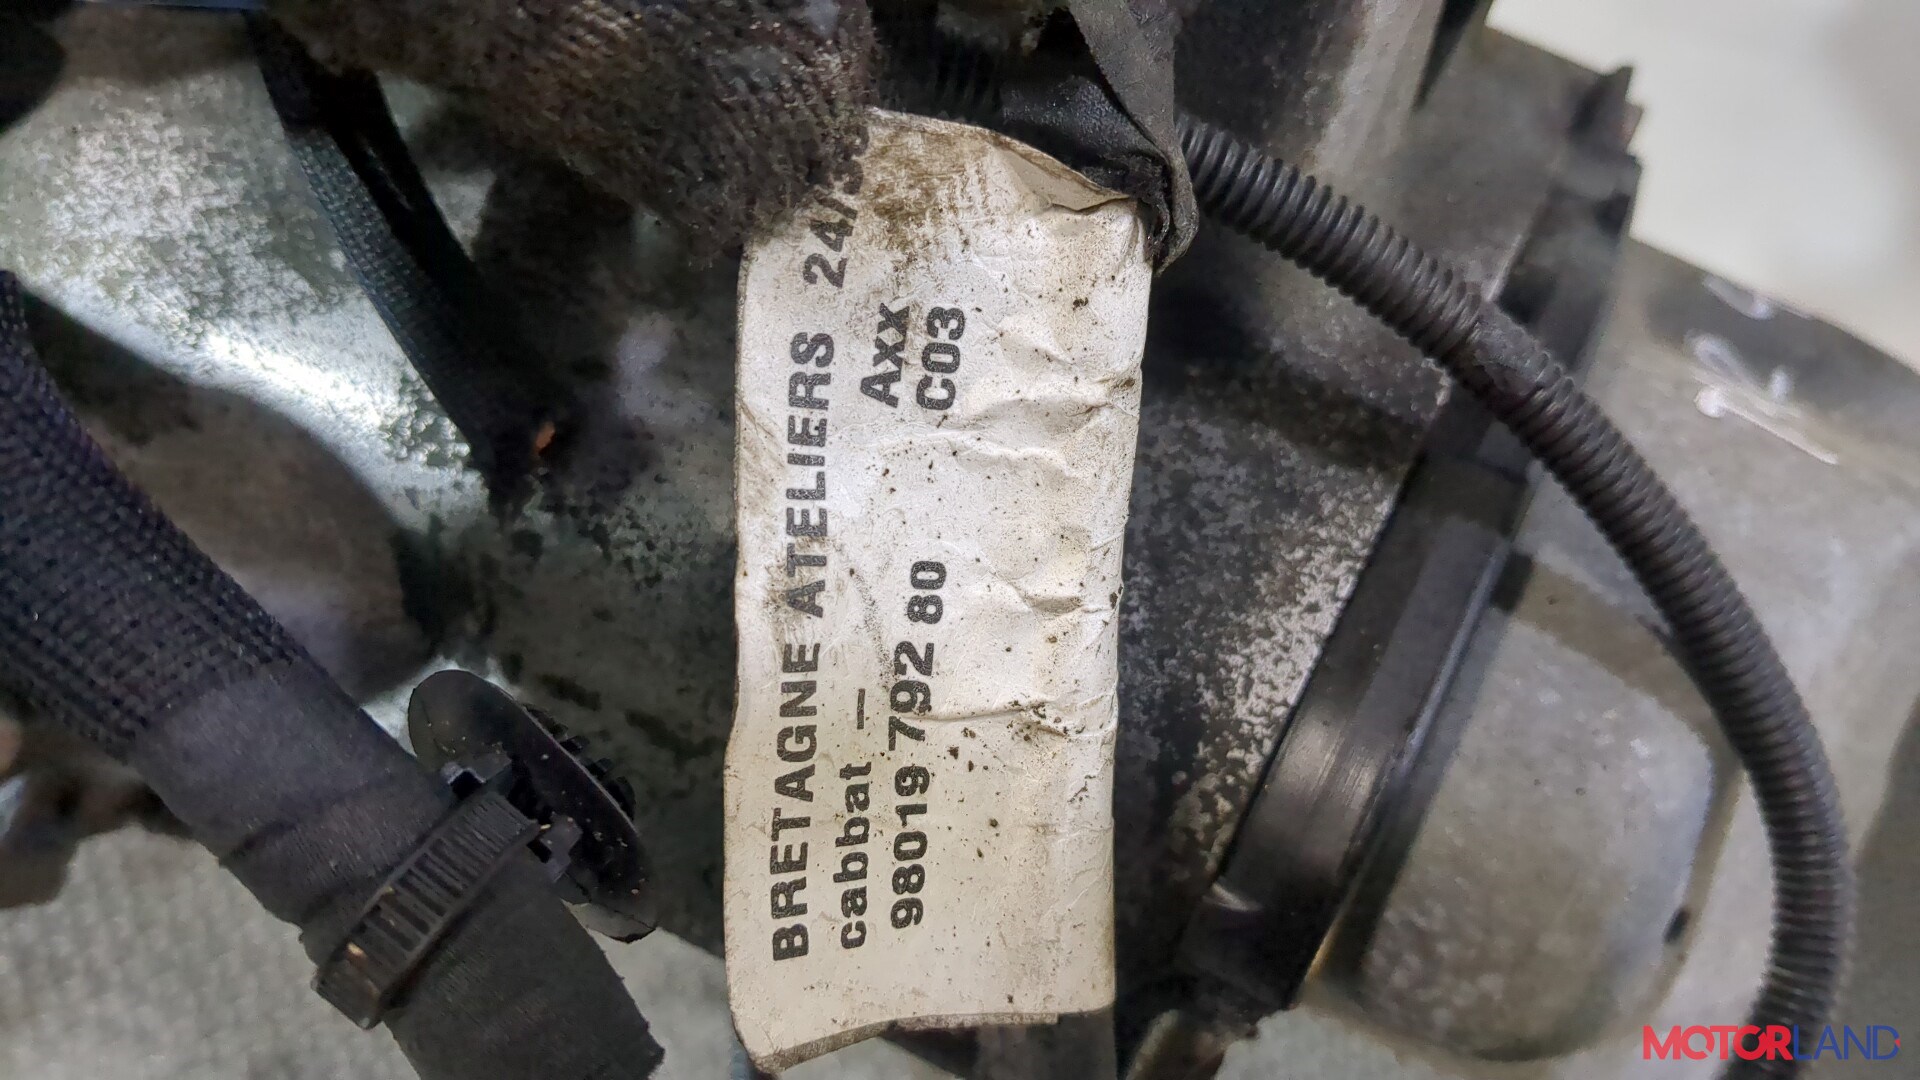 BRETAGNE ATELIERS 24/
cabbat – Axx
98019 792 80 C03
MOTORLAND